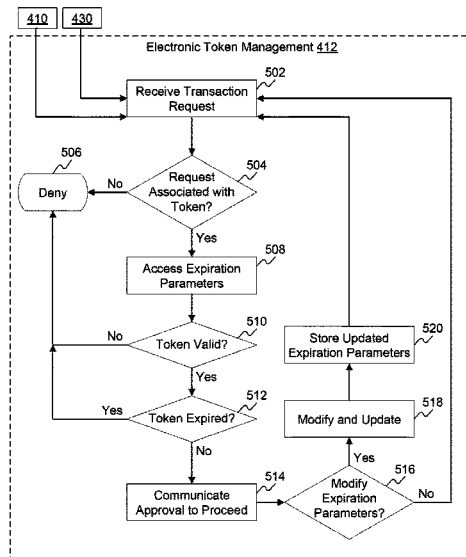 410
430
Electronic Token Management 412
502
Receive Transaction
Request
506
Deny
No
504
Request
Associated with
Token?
Yes
508
Access Expiration
Parameters
510
No
Token Valid?
Yes
512
Yes
Token Expired?
No
514
Communicate
Approval to Proceed
520
Store Updated
Expiration Parameters
518
Modify and Update
Yes
516
Modify
Expiration
Parameters?
No